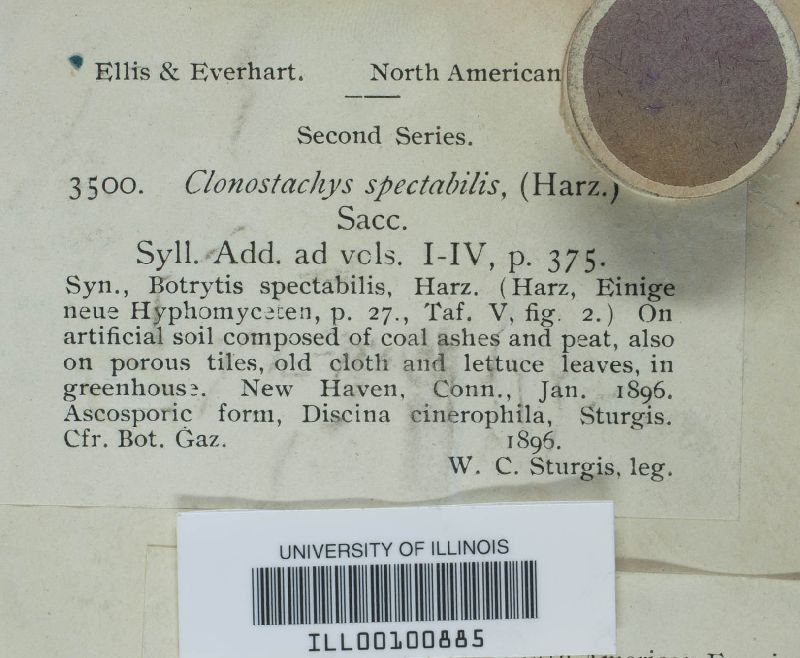 Ellis & Everhart. North American
Second Series.
3500. Clonostachys spectabilis, (Harz.)
Sacc.
Syll. Add. ad vols. I-IV, p. 375.
Syn., Botrytis spectabilis, Harz. (Harz, Einige
neue Hyphomyceten, p. 27., Taf. V, fig. 2.) On
artificial soil composed of coal ashes and peat, also
on porous tiles, old cloth and lettuce leaves, in
greenhouse. New Haven, Conn., Jan. 1896.
Ascosporic form, Discina cinerophila, Sturgis.
Cfr. Bot. Gaz. 1896.
W. C. Sturgis, leg.
UNIVERSITY OF ILLINOIS
ILL00100885